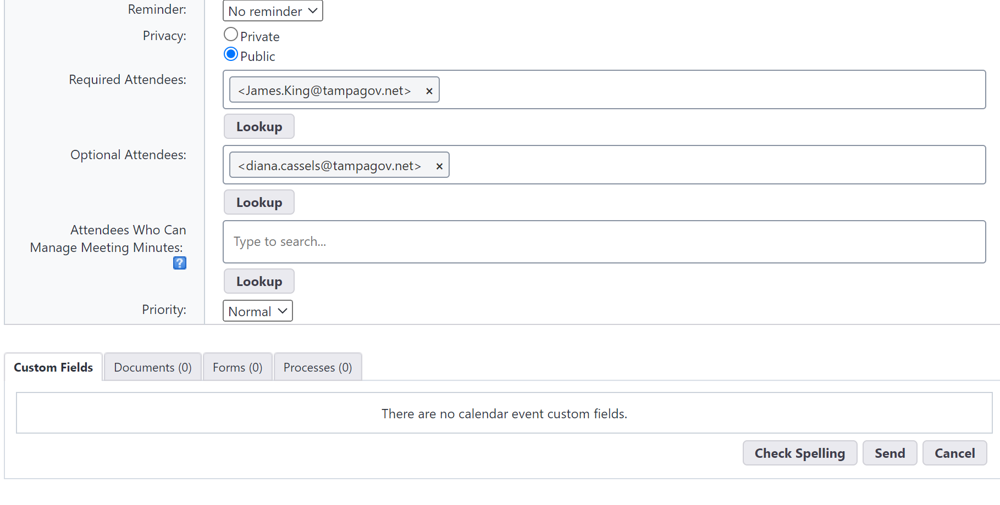 Reminder:
No reminder
Privacy:
Private
Public
Required Attendees:
<James.King@tampagov.net> ×
Lookup
Optional Attendees:
<diana.cassels@tampagov.net> ×
Lookup
Attendees Who Can
Manage Meeting Minutes:
?
Type to search...
Lookup
Priority:
Normal
Custom Fields
Documents (0)
Forms (0)
Processes (0)
There are no calendar event custom fields.
Check Spelling
Send
Cancel